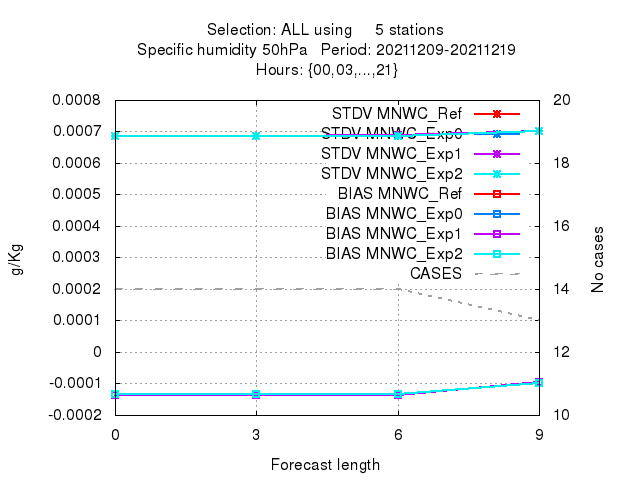 Selection: ALL using 5 stations
Specific humidity 50hPa Period: 20211209-20211219
Hours: {00,03,...,21}
0.0008
0.0007
0.0006
0.0005
0.0004
0.0003
0.0002
0.0001
0
-0.0001
-0.0002
g/Kg
STDV MNWC_Ref
STDV MNWC_Exp0
STDV MNWC_Exp1
STDV MNWC_Exp2
BIAS MNWC_Ref
BIAS MNWC_Exp0
BIAS MNWC_Exp1
BIAS MNWC_Exp2
CASES
20
18
16
14
12
10
No cases
0 3 6 9
Forecast length